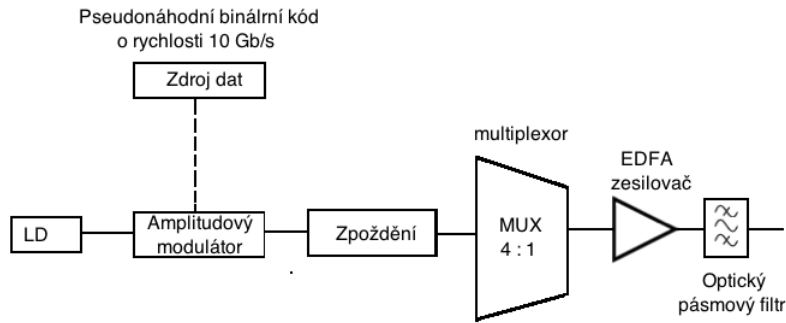 Pseudonáhodní binálrní kód
o rychlosti 10 Gb/s
Zdroj dat
multiplexor
EDFA
zesilovač
LD
Amplitudový
modulátor
Zpoždění
MUX
4 : 1
Optický
pásmový filtr